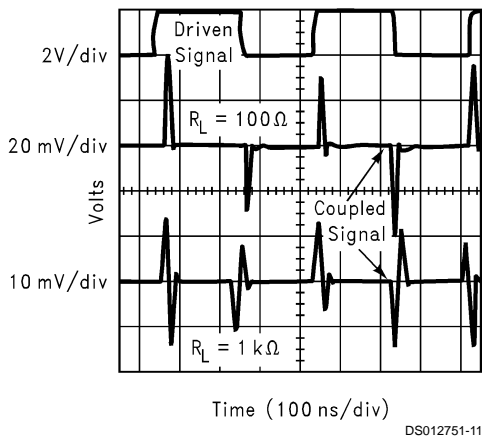 Driven
Signal
2V/div
R_L = 100Ω
20 mV/div
Volts
Coupled
Signal
10 mV/div
R_L = 1 kΩ
Time (100 ns/div)
DS012751-11